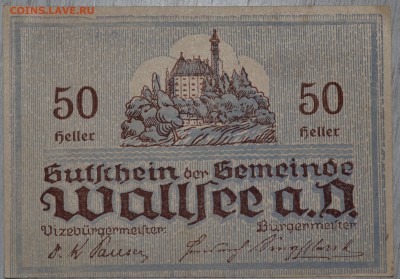 COINS.LAVE.RU
50 50
Heller Heller
Gutschein der Gemeinde
Wallsee a.D.
Vizebürgermeister: Bürgermeister: